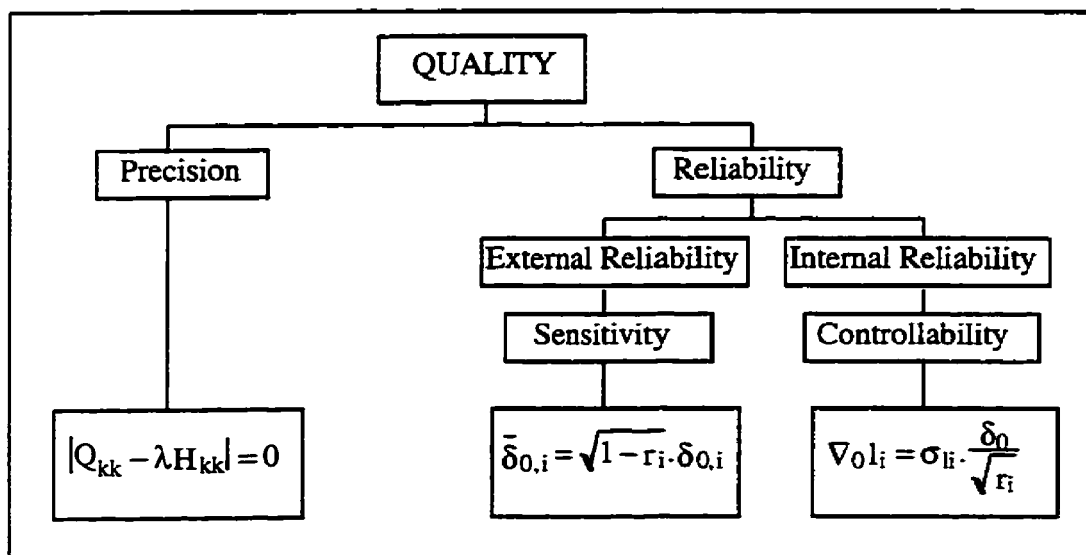 QUALITY
Precision
Reliability
External Reliability
Internal Reliability
Sensitivity
Controllability
|Q_kk − λH_kk| = 0
δ̄_0,i = √(1−r_i) . δ_0,i
∇_0 l_i = σ_li . δ_0/√r_i